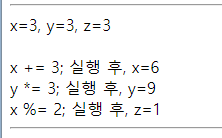 x=3, y=3, z=3
x += 3; 실행 후, x=6
y *= 3; 실행 후, y=9
x %= 2; 실행 후, z=1